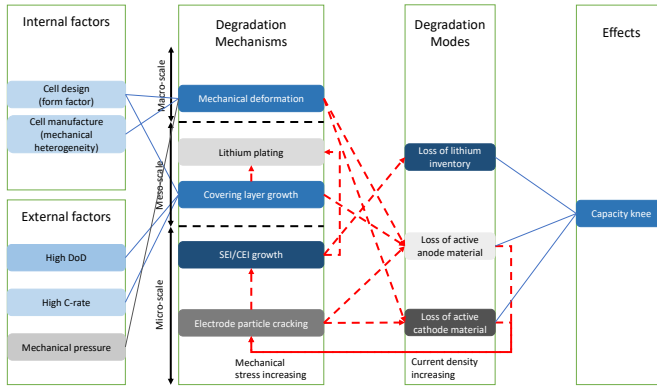 Internal factors
Cell design
(form factor)
Cell manufacture
(mechanical
heterogeneity)
External factors
High DoD
High C-rate
Mechanical pressure
Macro-scale
Meso-scale
Micro-scale
Degradation
Mechanisms
Mechanical deformation
Lithium plating
Covering layer growth
SEI/CEI growth
Electrode particle cracking
Mechanical
stress increasing
Degradation
Modes
Loss of lithium
inventory
Loss of active
anode material
Loss of active
cathode material
Current density
increasing
Effects
Capacity knee